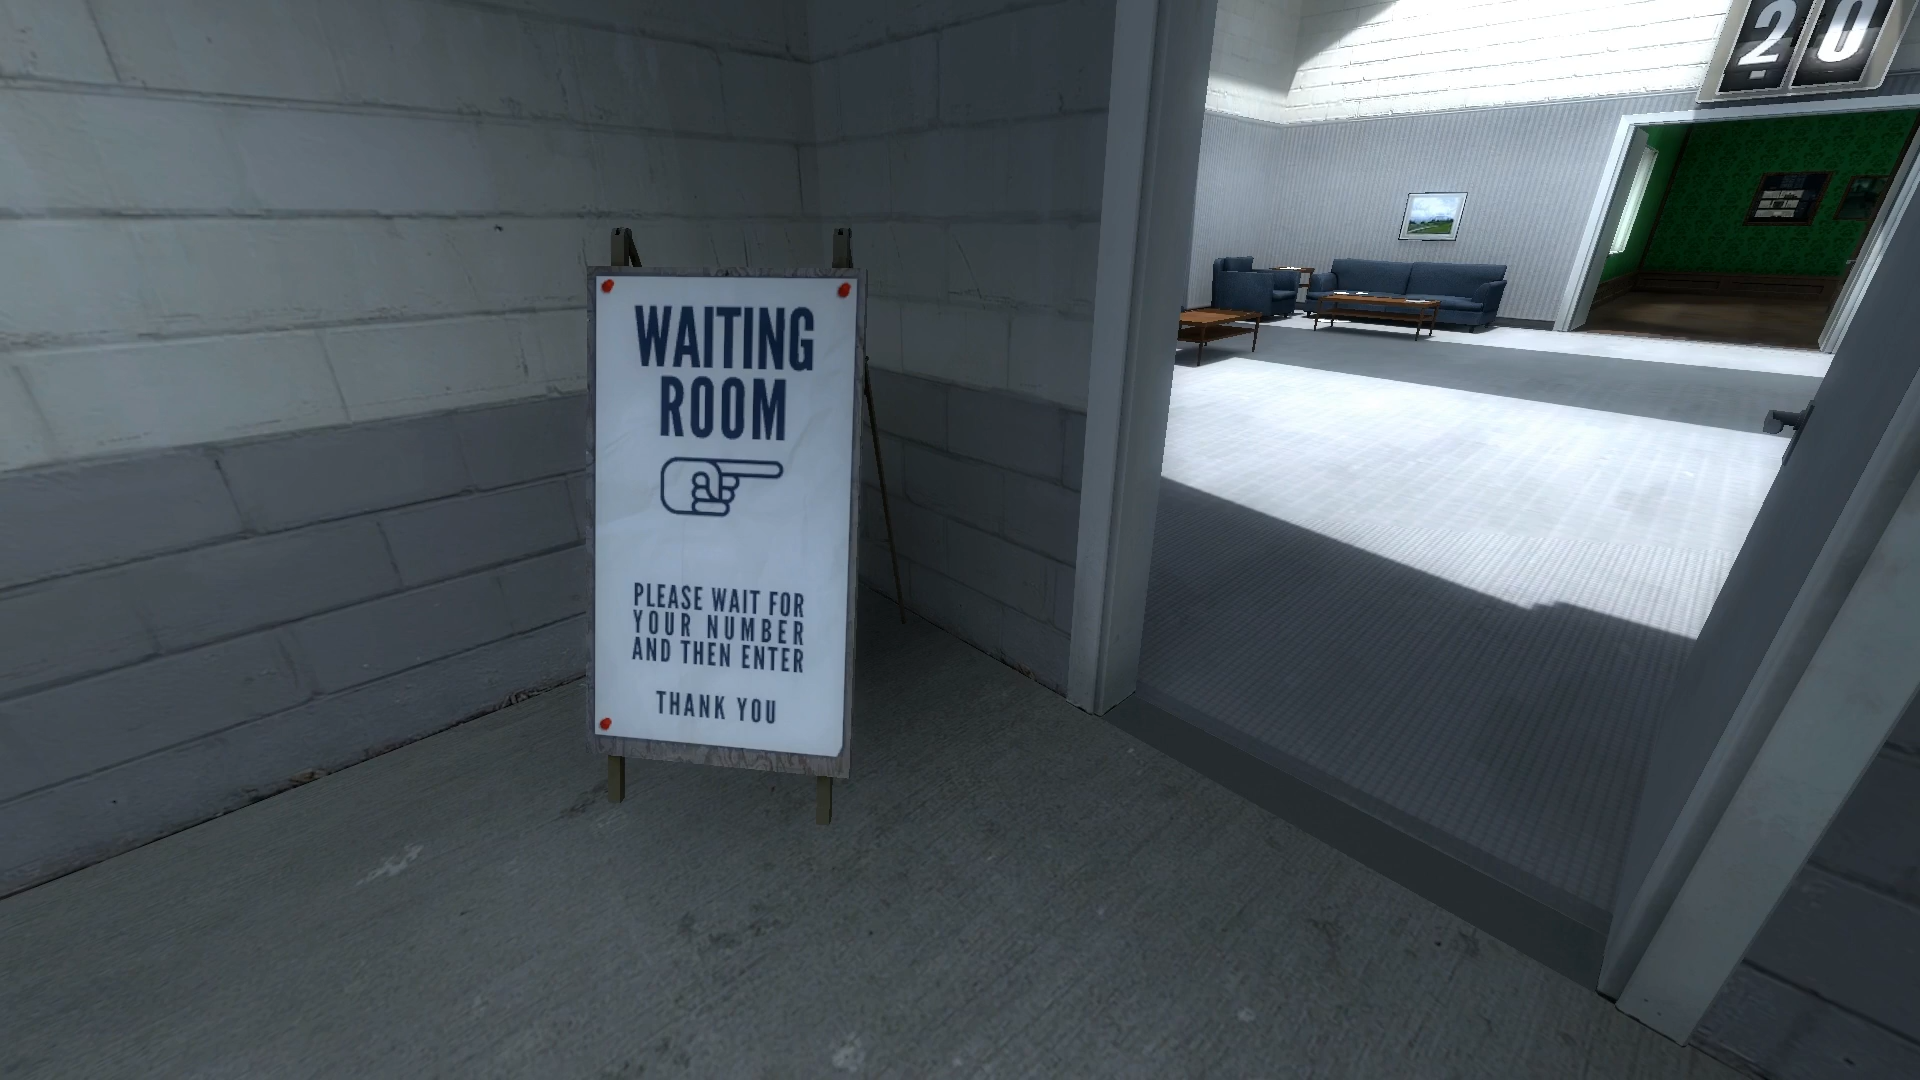 WAITING
ROOM
PLEASE WAIT FOR
YOUR NUMBER
AND THEN ENTER
THANK YOU
20